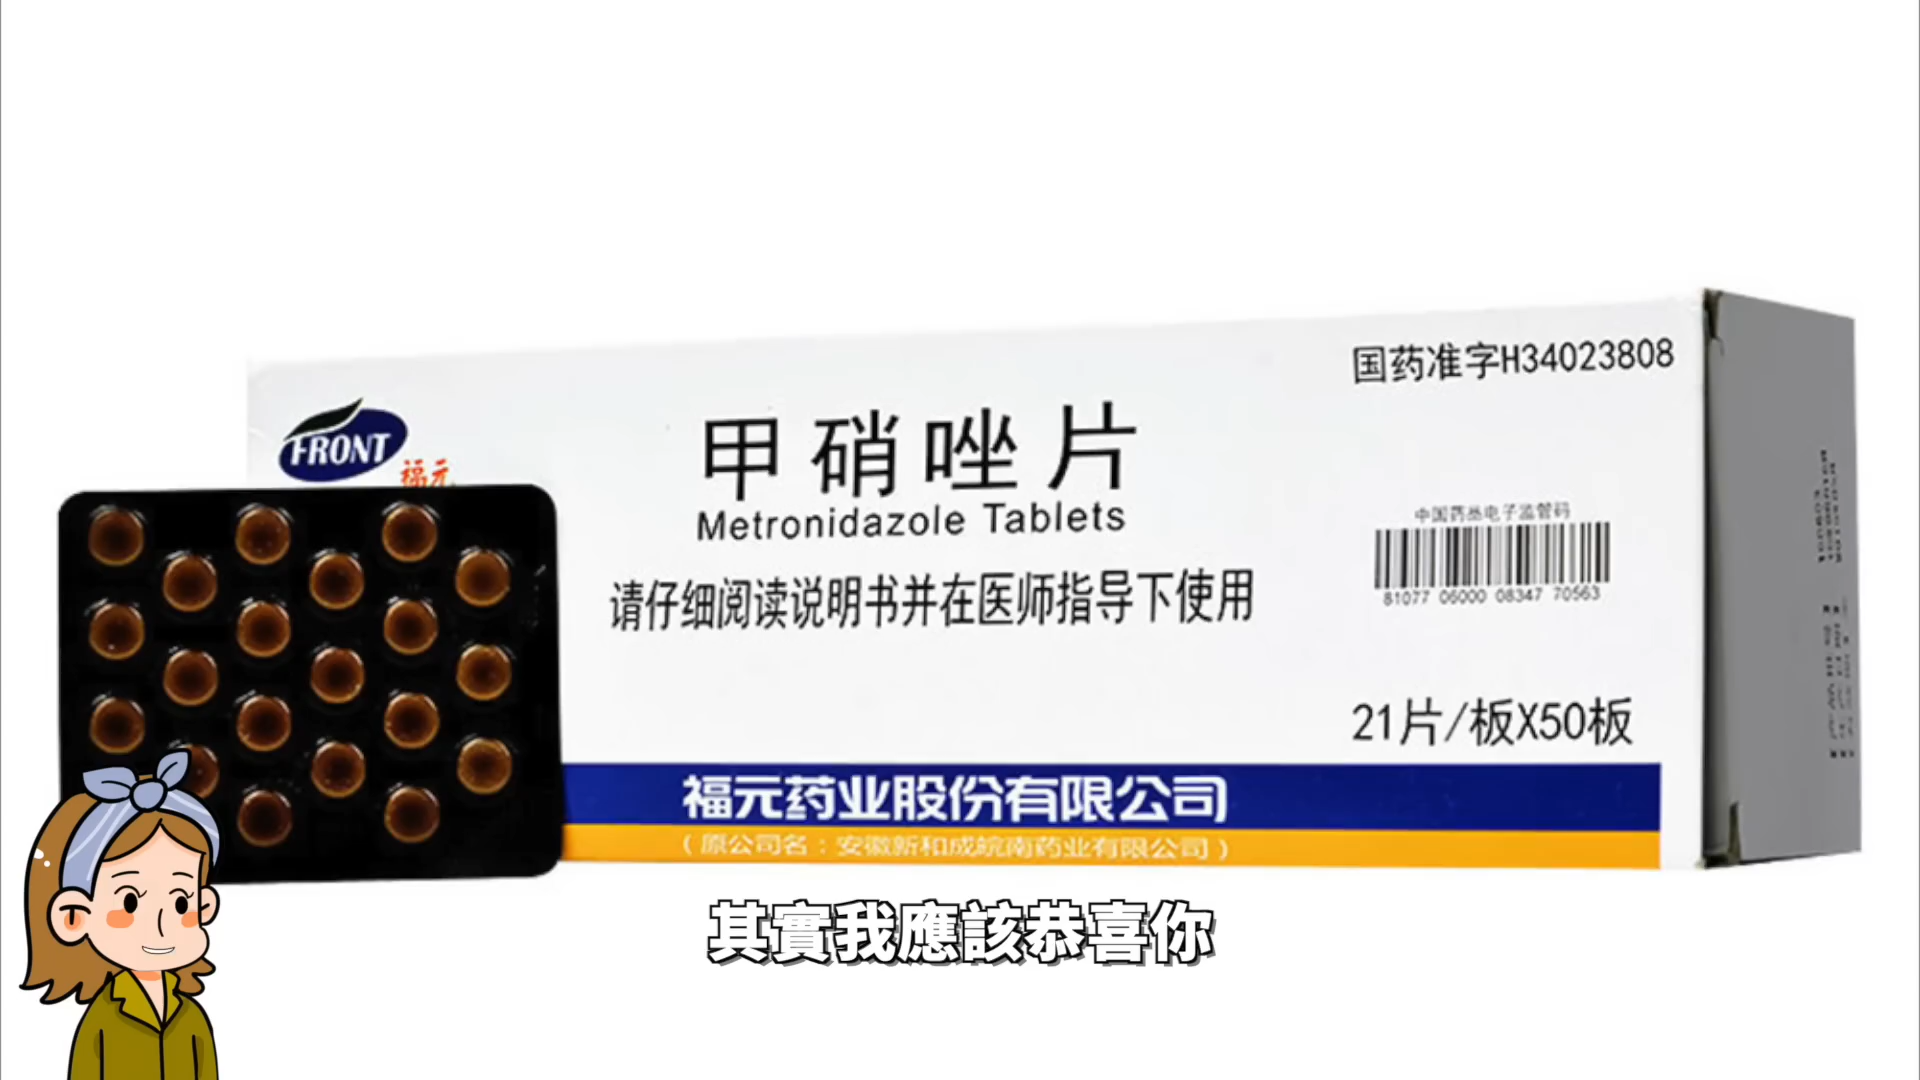 国药准字H34023808
FRONT
福元
甲硝唑片
Metronidazole Tablets
中国药品电子监管码
81077 06000 08347 70563
请仔细阅读说明书并在医师指导下使用
21片/板X50板
福元药业股份有限公司
(原公司名：安徽新和成皖南药业有限公司)
其實我應該恭喜你